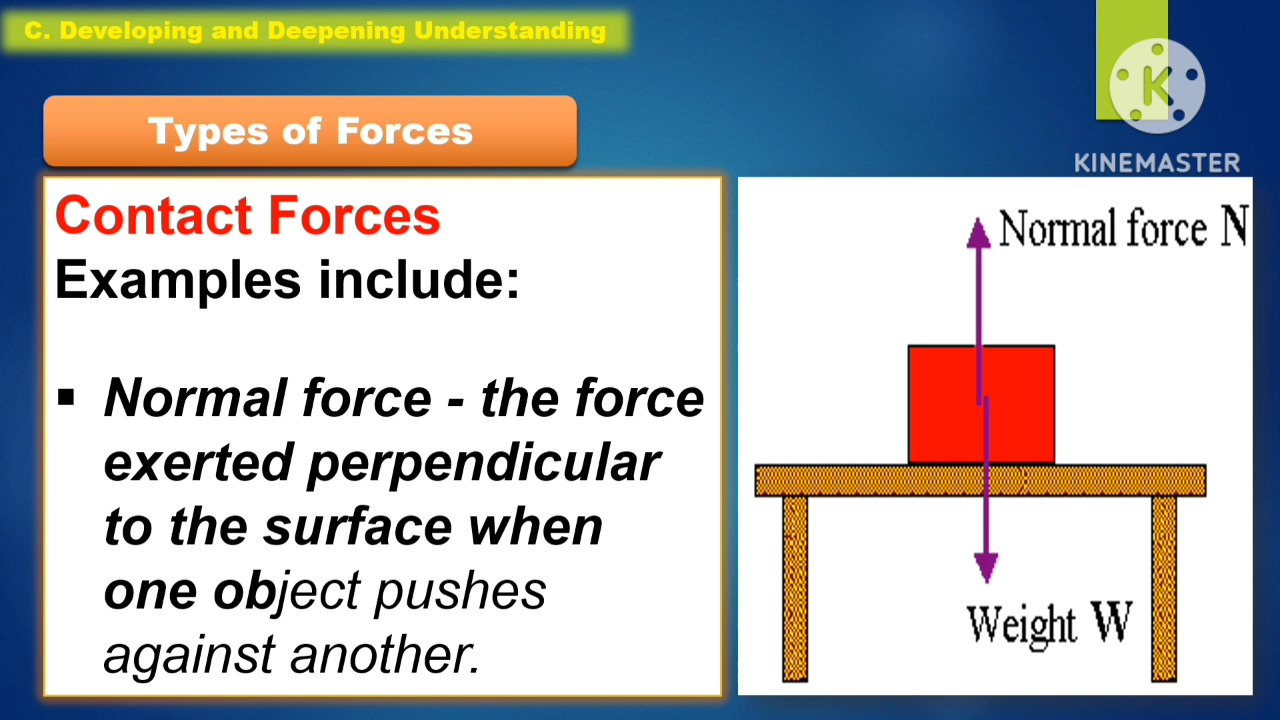 C. Developing and Deepening Understanding
Types of Forces
KINEMASTER
Contact Forces
Examples include:
▪ Normal force - the force
exerted perpendicular
to the surface when
one object pushes
against another.
Normal force N
Weight W